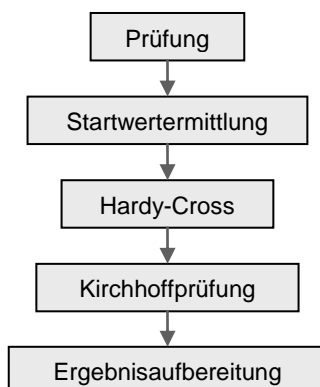 Prüfung
Startwertermittlung
Hardy-Cross
Kirchhoffprüfung
Ergebnisaufbereitung